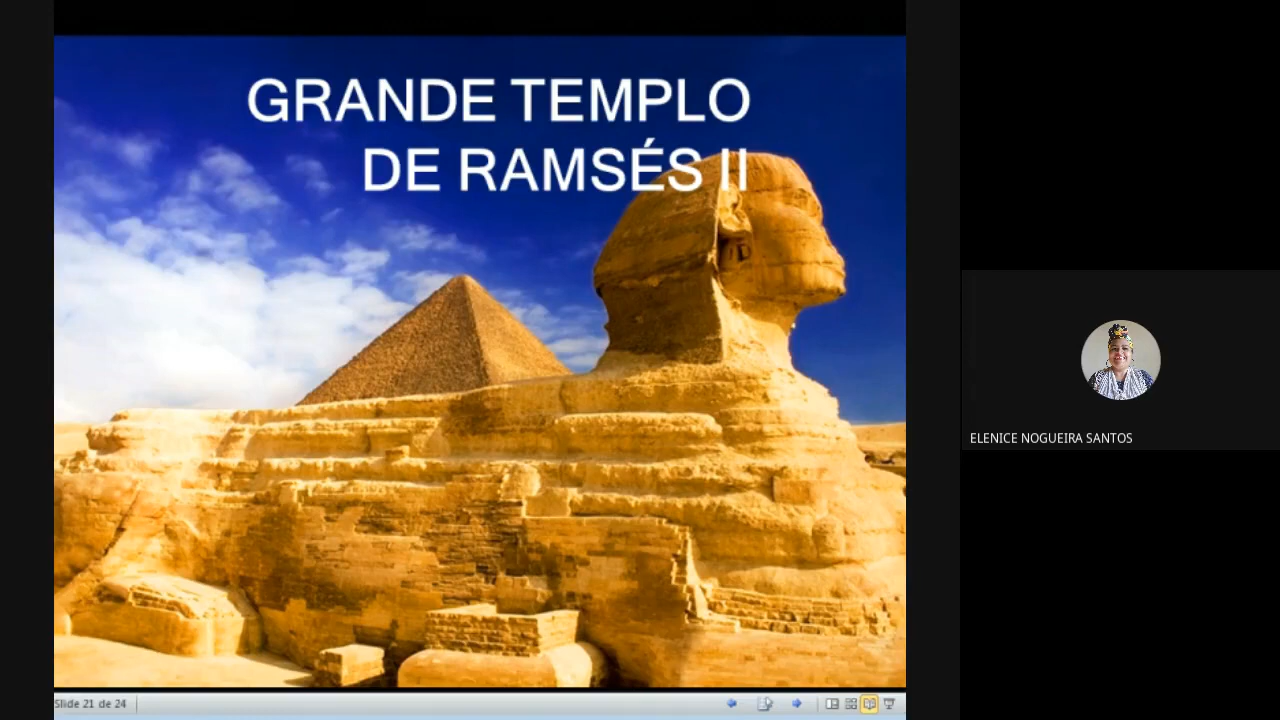 GRANDE TEMPLO
DE RAMSÉS II
ELENICE NOGUEIRA SANTOS
Slide 21 de 24